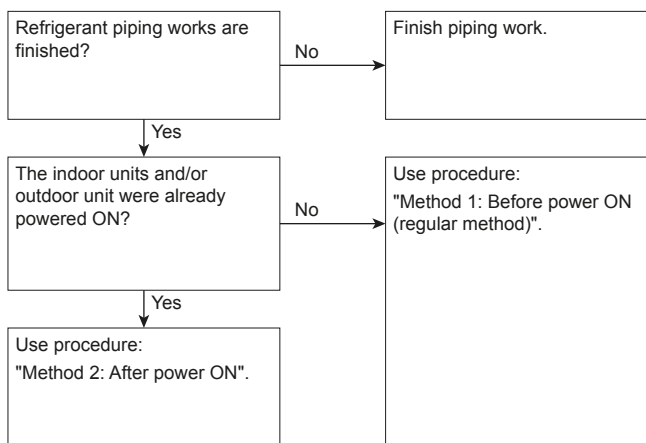 Refrigerant piping works are
finished?
No
Finish piping work.
Yes
The indoor units and/or
outdoor unit were already
powered ON?
No
Use procedure:
"Method 1: Before power ON
(regular method)".
Yes
Use procedure:
"Method 2: After power ON".